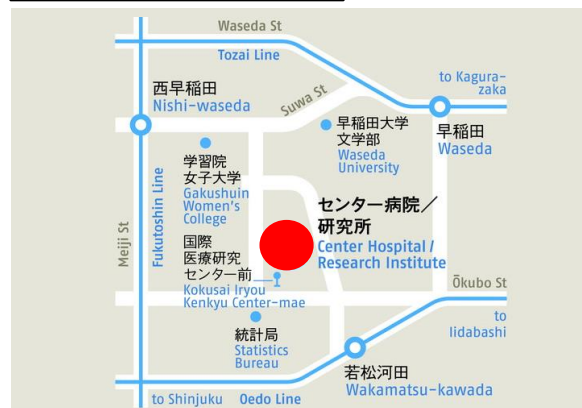 Waseda St
Tozai Line
to Kagura-
zaka
西早稲田
Nishi-waseda
Suwa St
早稲田大学
文学部
Waseda
University
早稲田
Waseda
学習院
女子大学
Gakushuin
Women's
College
センター病院／
研究所
Center Hospital /
Research Institute
Meiji St
Fukutoshin Line
国際
医療研究
センター前
Kokusai Iryou
Kenkyu Center-mae
Ōkubo St
to
Iidabashi
統計局
Statistics
Bureau
若松河田
Wakamatsu-kawada
to Shinjuku
Oedo Line